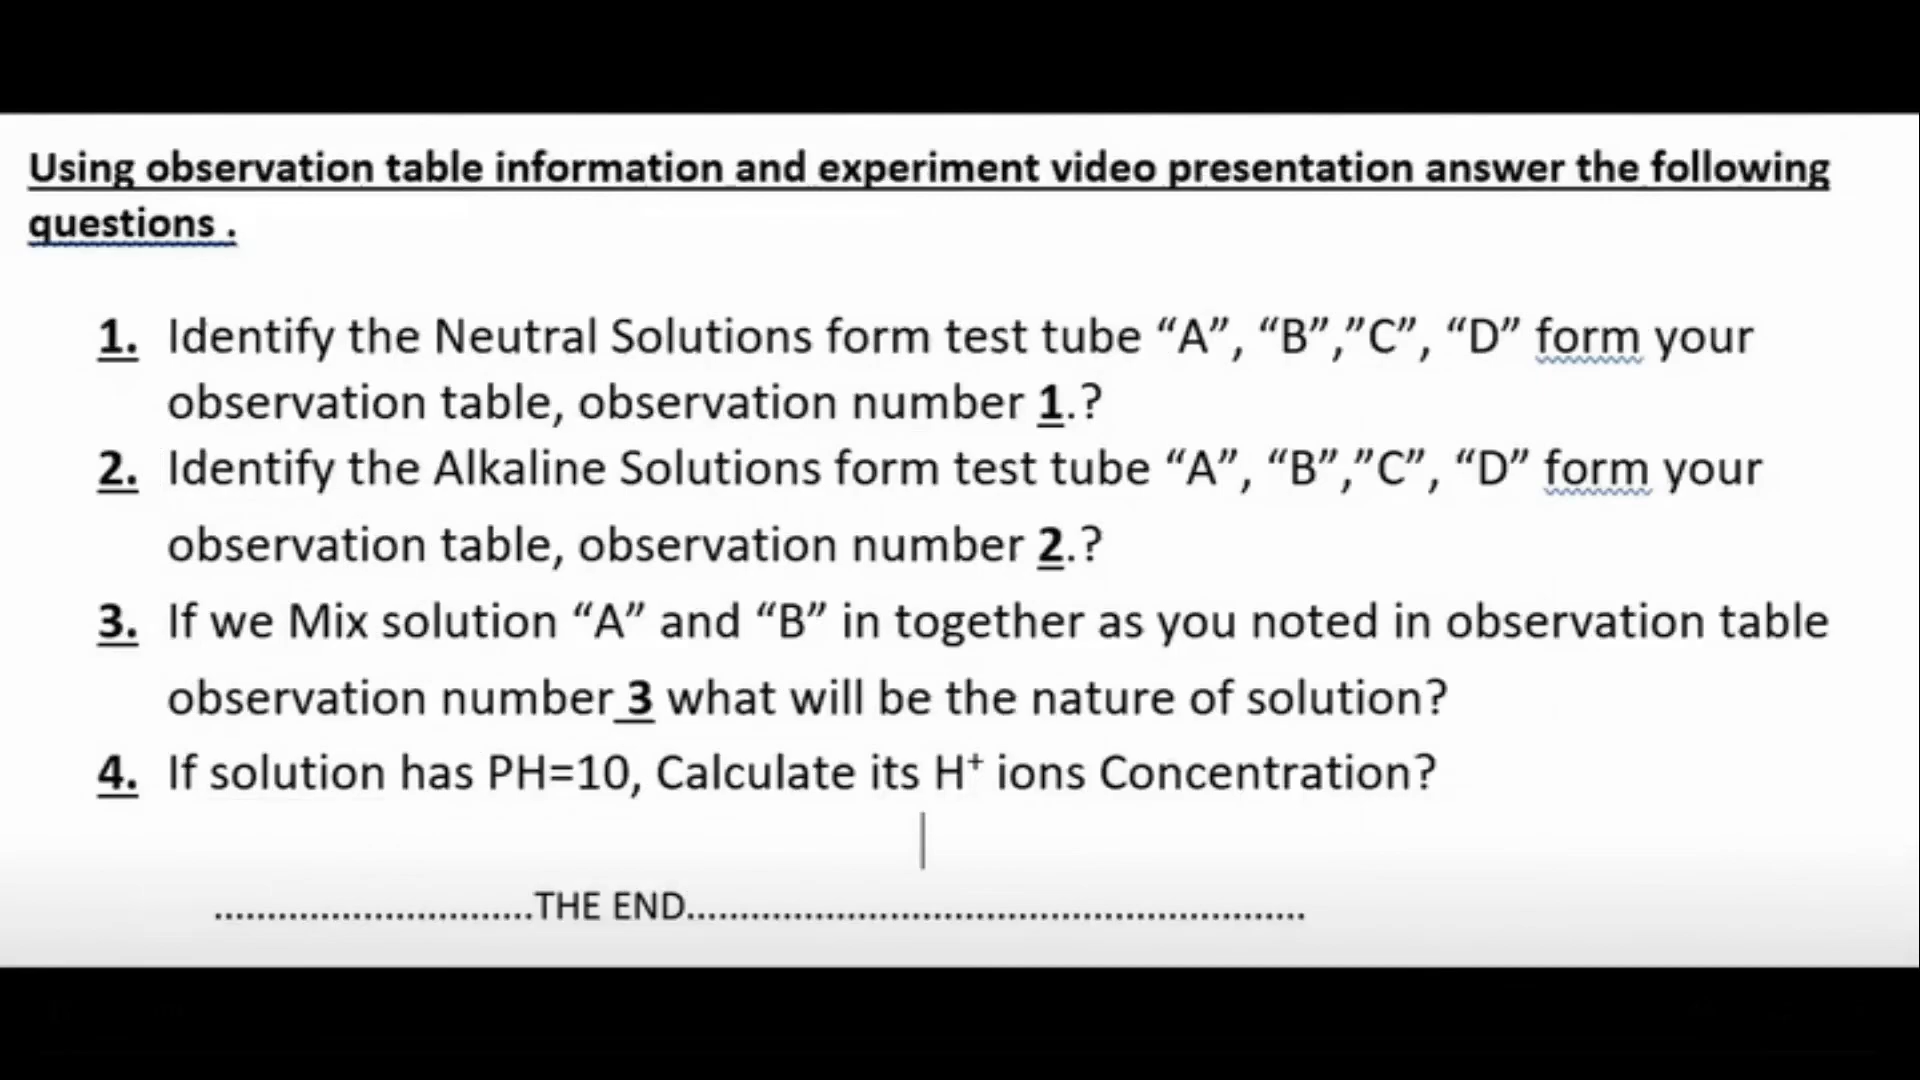 Using observation table information and experiment video presentation answer the following
questions .
1. Identify the Neutral Solutions form test tube “A”, “B”,”C”, “D” form your
observation table, observation number 1.?
2. Identify the Alkaline Solutions form test tube “A”, “B”,”C”, “D” form your
observation table, observation number 2.?
3. If we Mix solution “A” and “B” in together as you noted in observation table
observation number 3 what will be the nature of solution?
4. If solution has PH=10, Calculate its H⁺ ions Concentration?
..............................THE END..........................................................